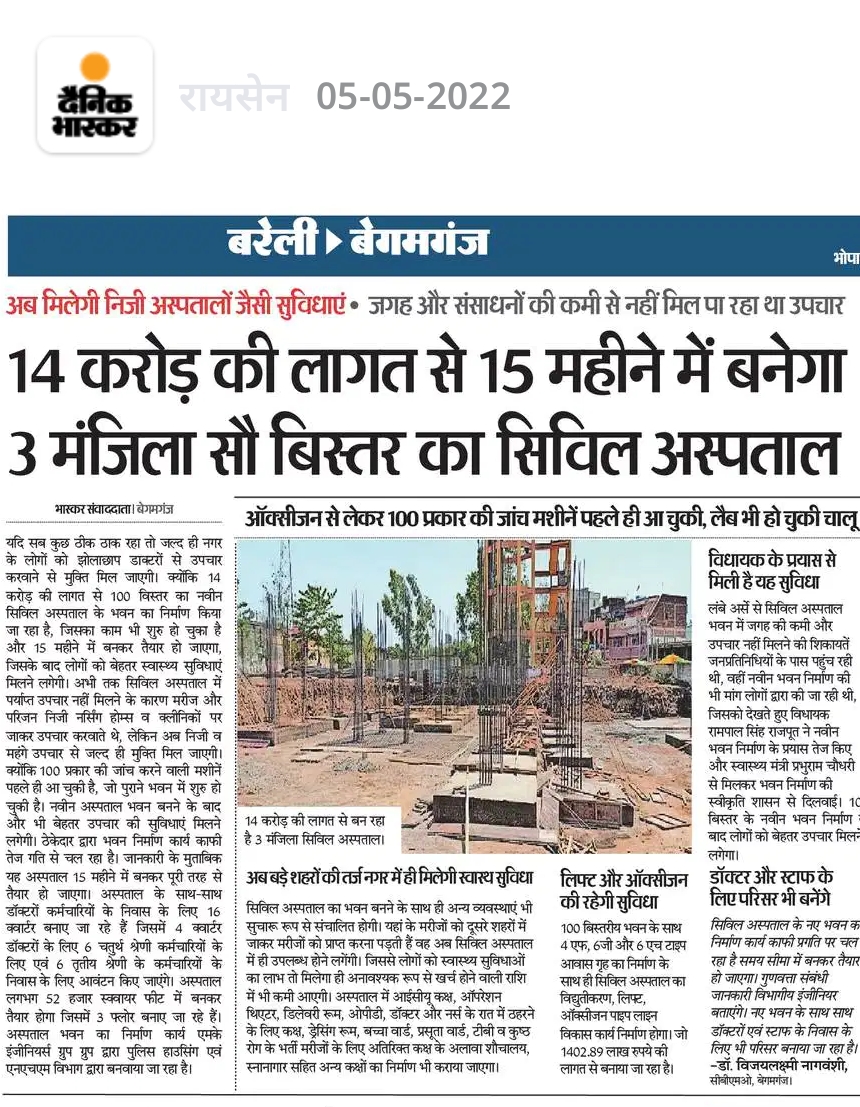 दैनिक
भास्कर
रायसेन 05-05-2022
बरेली बेगमगंज
अब मिलेगी निजी अस्पतालों जैसी सुविधाएं • जगह और संसाधनों की कमी से नहीं मिल पा रहा था उपचार
14 करोड़ की लागत से 15 महीने में बनेगा
3 मंजिला सौ बिस्तर का सिविल अस्पताल
भास्कर संवाददाता। बेगमगंज
यदि सब कुछ ठीक ठाक रहा तो जल्द ही नगर
के लोगों को झोलाछाप डाक्टरों से उपचार
करवाने से मुक्ति मिल जाएगी। क्योंकि 14
करोड़ की लागत से 100 विस्तर का नवीन
सिविल अस्पताल के भवन का निर्माण किया
जा रहा है, जिसका काम भी शुरु हो चुका है
और 15 महीने में बनकर तैयार हो जाएगा,
जिसके बाद लोगों को बेहतर स्वास्थ्य सुविधाएं
मिलने लगेगी। अभी तक सिविल अस्पताल में
पर्याप्त उपचार नहीं मिलने के कारण मरीज और
परिजन निजी नर्सिंग होम्स व क्लीनिकों पर
जाकर उपचार करवाते थे, लेकिन अब निजी व
महंगे उपचार से जल्द ही मुक्ति मिल जाएगी।
क्योंकि 100 प्रकार की जांच करने वाली मशीनें
पहले ही आ चुकी है, जो पुराने भवन में शुरु हो
चुकी है। नवीन अस्पताल भवन बनने के बाद
और भी बेहतर उपचार की सुविधाएं मिलने
लगेगी। ठेकेदार द्वारा भवन निर्माण कार्य काफी
तेज गति से चल रहा है। जानकारी के मुताबिक
यह अस्पताल 15 महीने में बनकर पूरी तरह से
तैयार हो जाएगा। अस्पताल के साथ-साथ
डॉक्टरों कर्मचारियों के निवास के लिए 16
क्वार्टर बनाए जा रहे हैं जिसमें 4 क्वार्टर
डॉक्टरों के लिए 6 चतुर्थ श्रेणी कर्मचारियों के
लिए एवं 6 तृतीय श्रेणी के कर्मचारियों के
निवास के लिए आवंटन किए जाएंगे। अस्पताल
लगभग 52 हजार स्क्वायर फीट में बनकर
तैयार होगा जिसमें 3 फ्लोर बनाए जा रहे हैं।
अस्पताल भवन का निर्माण कार्य एमके
इंजीनियर्स ग्रुप ग्रुप द्वारा पुलिस हाउसिंग एवं
एनएचएम विभाग द्वारा बनवाया जा रहा है।
ऑक्सीजन से लेकर 100 प्रकार की जांच मशीनें पहले ही आ चुकी, लैब भी हो चुकी चालू
14 करोड़ की लागत से बन रहा
है 3 मंजिला सिविल अस्पताल।
अब बड़े शहरों की तर्ज नगर में ही मिलेगी स्वास्थ सुविधा
सिविल अस्पताल का भवन बनने के साथ ही अन्य व्यवस्थाएं भी
सुचारू रूप से संचालित होगी। यहां के मरीजों को दूसरे शहरों में
जाकर मरीजों को प्राप्त करना पड़ती हैं वह अब सिविल अस्पताल
में ही उपलब्ध होने लगेंगी। जिससे लोगों को स्वास्थ्य सुविधाओं
का लाभ तो मिलेगा ही अनावश्यक रूप से खर्च होने वाली राशि
में भी कमी आएगी। अस्पताल में आईसीयू कक्ष, ऑपरेशन
थिएटर, डिलेवरी रूम, ओपीडी, डॉक्टर और नर्स के रात में ठहरने
के लिए कक्ष, ड्रेसिंग रूम, बच्चा वार्ड, प्रसूता वार्ड, टीबी व कुष्ठ
रोग के भर्ती मरीजों के लिए अतिरिक्त कक्ष के अलावा शौचालय,
स्नानागार सहित अन्य कक्षों का निर्माण भी कराया जाएगा।
लिफ्ट और ऑक्सीजन
की रहेगी सुविधा
100 बिस्तरीय भवन के साथ
4 एफ, 6जी और 6 एच टाइप
आवास गृह का निर्माण के
साथ ही सिविल अस्पताल का
विद्युतीकरण, लिफ्ट,
ऑक्सीजन पाइप लाइन
विकास कार्य निर्माण होगा। जो
1402.89 लाख रुपये की
लागत से बनाया जा रहा है।
विधायक के प्रयास से
मिली है यह सुविधा
लंबे अर्से से सिविल अस्पताल
भवन में जगह की कमी और
उपचार नहीं मिलने की शिकायतें
जनप्रतिनिधियों के पास पहुंच रही
थी, वहीं नवीन भवन निर्माण की
भी मांग लोगों द्वारा की जा रही थी,
जिसको देखते हुए विधायक
रामपाल सिंह राजपूत ने नवीन
भवन निर्माण के प्रयास तेज किए
और स्वास्थ्य मंत्री प्रभुराम चौधरी
से मिलकर भवन निर्माण की
स्वीकृति शासन से दिलवाई।
बिस्तर के नवीन भवन निर्माण
बाद लोगों को बेहतर उपचार
लगेगा।
डॉक्टर और स्टाफ के
लिए परिसर भी बनेंगे
सिविल अस्पताल के नए भवन
निर्माण कार्य काफी प्रगति पर चल
रहा है समय सीमा में बनकर तैयार
हो जाएगा। गुणवत्ता संबंधी
जानकारी विभागीय इंजीनियर
बताएंगे। नए भवन के साथ साथ
डॉक्टरों एवं स्टाफ के निवास के
लिए भी परिसर बनाया जा रहा है।
-डॉ. विजयलक्ष्मी नागवंशी,
सीबीएमओ, बेगमगंज।